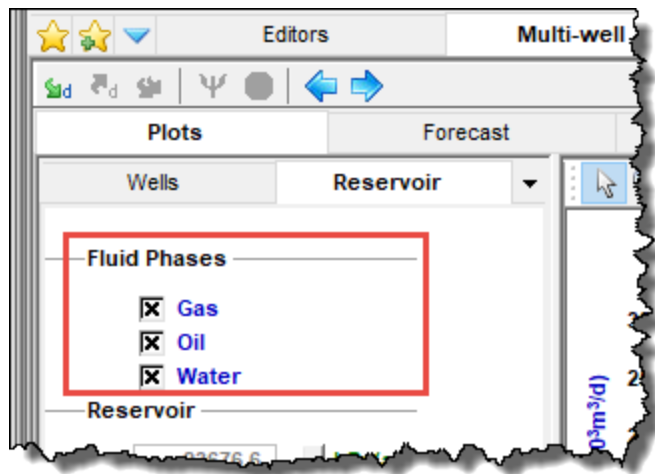 Editors Multi-well
d d
Plots Forecast
Wells Reservoir
Fluid Phases
Gas
Oil
Water
Reservoir